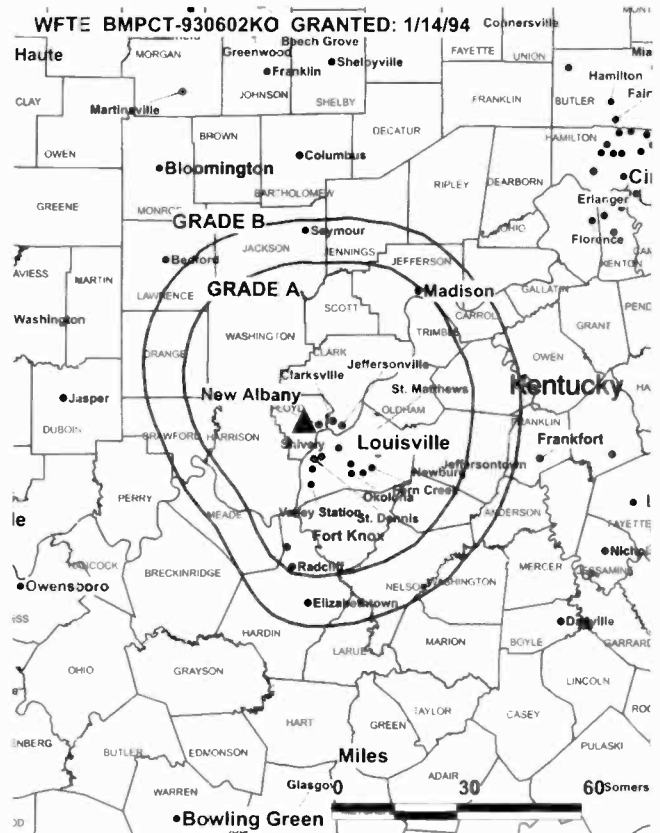 WFTE BMPCT-930602KO GRANTED: 1/14/94
Connersville
Haute
MORGAN
Greenwood
Beech Grove
Shelbyville
FAYETTE
UNION
Franklin
Hamilton
CLAY
Martinsville
JOHNSON
SHELBY
FRANKLIN
BUTLER
BROWN
DECATUR
HAMILTON
OWEN
Columbus
Bloomington
RIPLEY
DEARBORN
BARTHOLOMEW
Erlanger
GREENE
MONROE
GRADE B
Seymour
OHIO
Florence
JACKSON
JENNINGS
KENTON
Bedford
JEFFERSON
MARTIN
GRADE A
Madison
GALLATIN
LAWRENCE
SCOTT
CARROLL
PEND
Washington
WASHINGTON
TRIMBLE
GRANT
ORANGE
CLARK
OWEN
Jeffersonville
Clarksville
St. Matthews
Kentucky
HA
Jasper
New Albany
FLOYD
OLDHAM
FRANKLIN
DUBOIS
CRAWFORD
HARRISON
Shively
Louisville
Frankfort
Newburg
Jeffersontown
PERRY
Okolona
Fern Creek
MEADE
Valley Station
St. Dennis
ANDERSON
FAYETTE
Fort Knox
HANCOCK
BRECKINRIDGE
Radcliff
MERCER
Owensboro
NELSON
WASHINGTON
Elizabethtown
HARDIN
Danville
MARION
BOYLE
GARRARD
LARUE
OHIO
GRAYSON
LINCOLN
HART
TAYLOR
CASEY
GREEN
BUTLER
EDMONSON
Miles
PULASKI
ADAIR
WARREN
Glasgow
0 30 60
Somers
Bowling Green